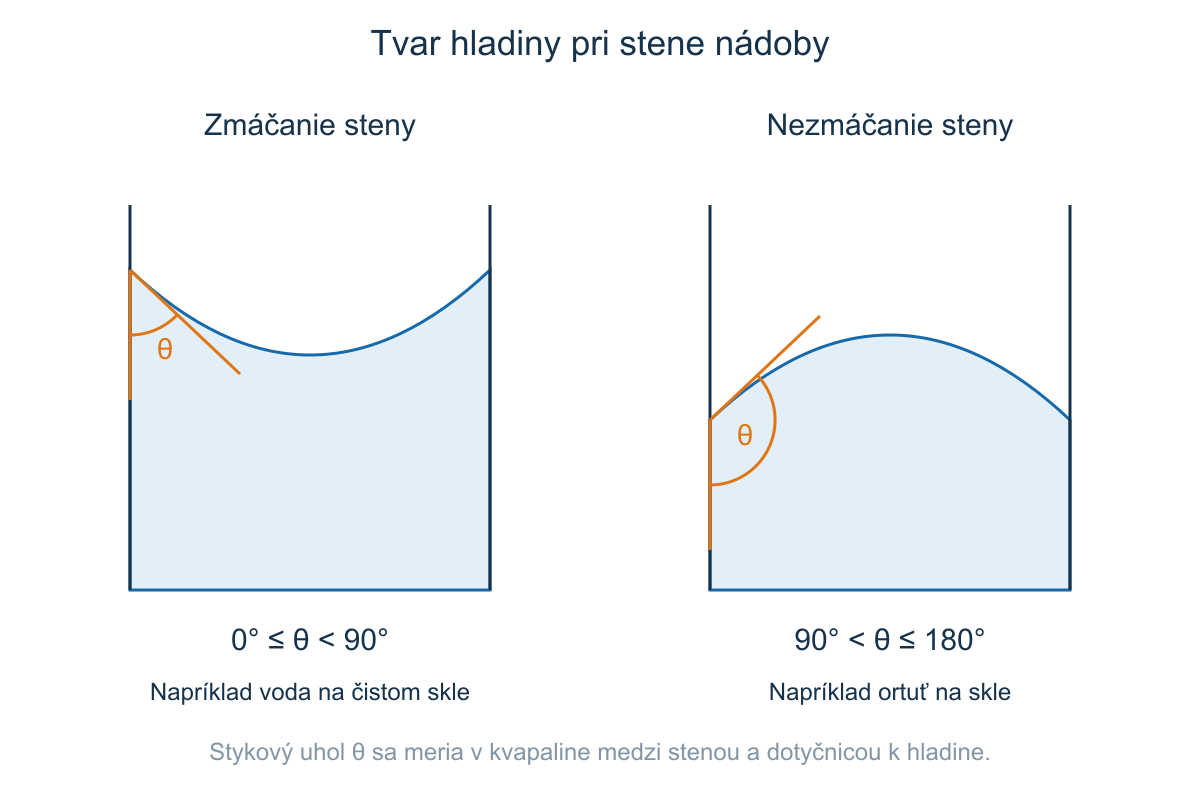 Tvar hladiny pri stene nádoby
Zmáčanie steny
Nezmáčanie steny
θ
θ
0° ≤ θ < 90°
90° < θ ≤ 180°
Napríklad voda na čistom skle
Napríklad ortuť na skle
Stykový uhol θ sa meria v kvapaline medzi stenou a dotyčnicou k hladine.